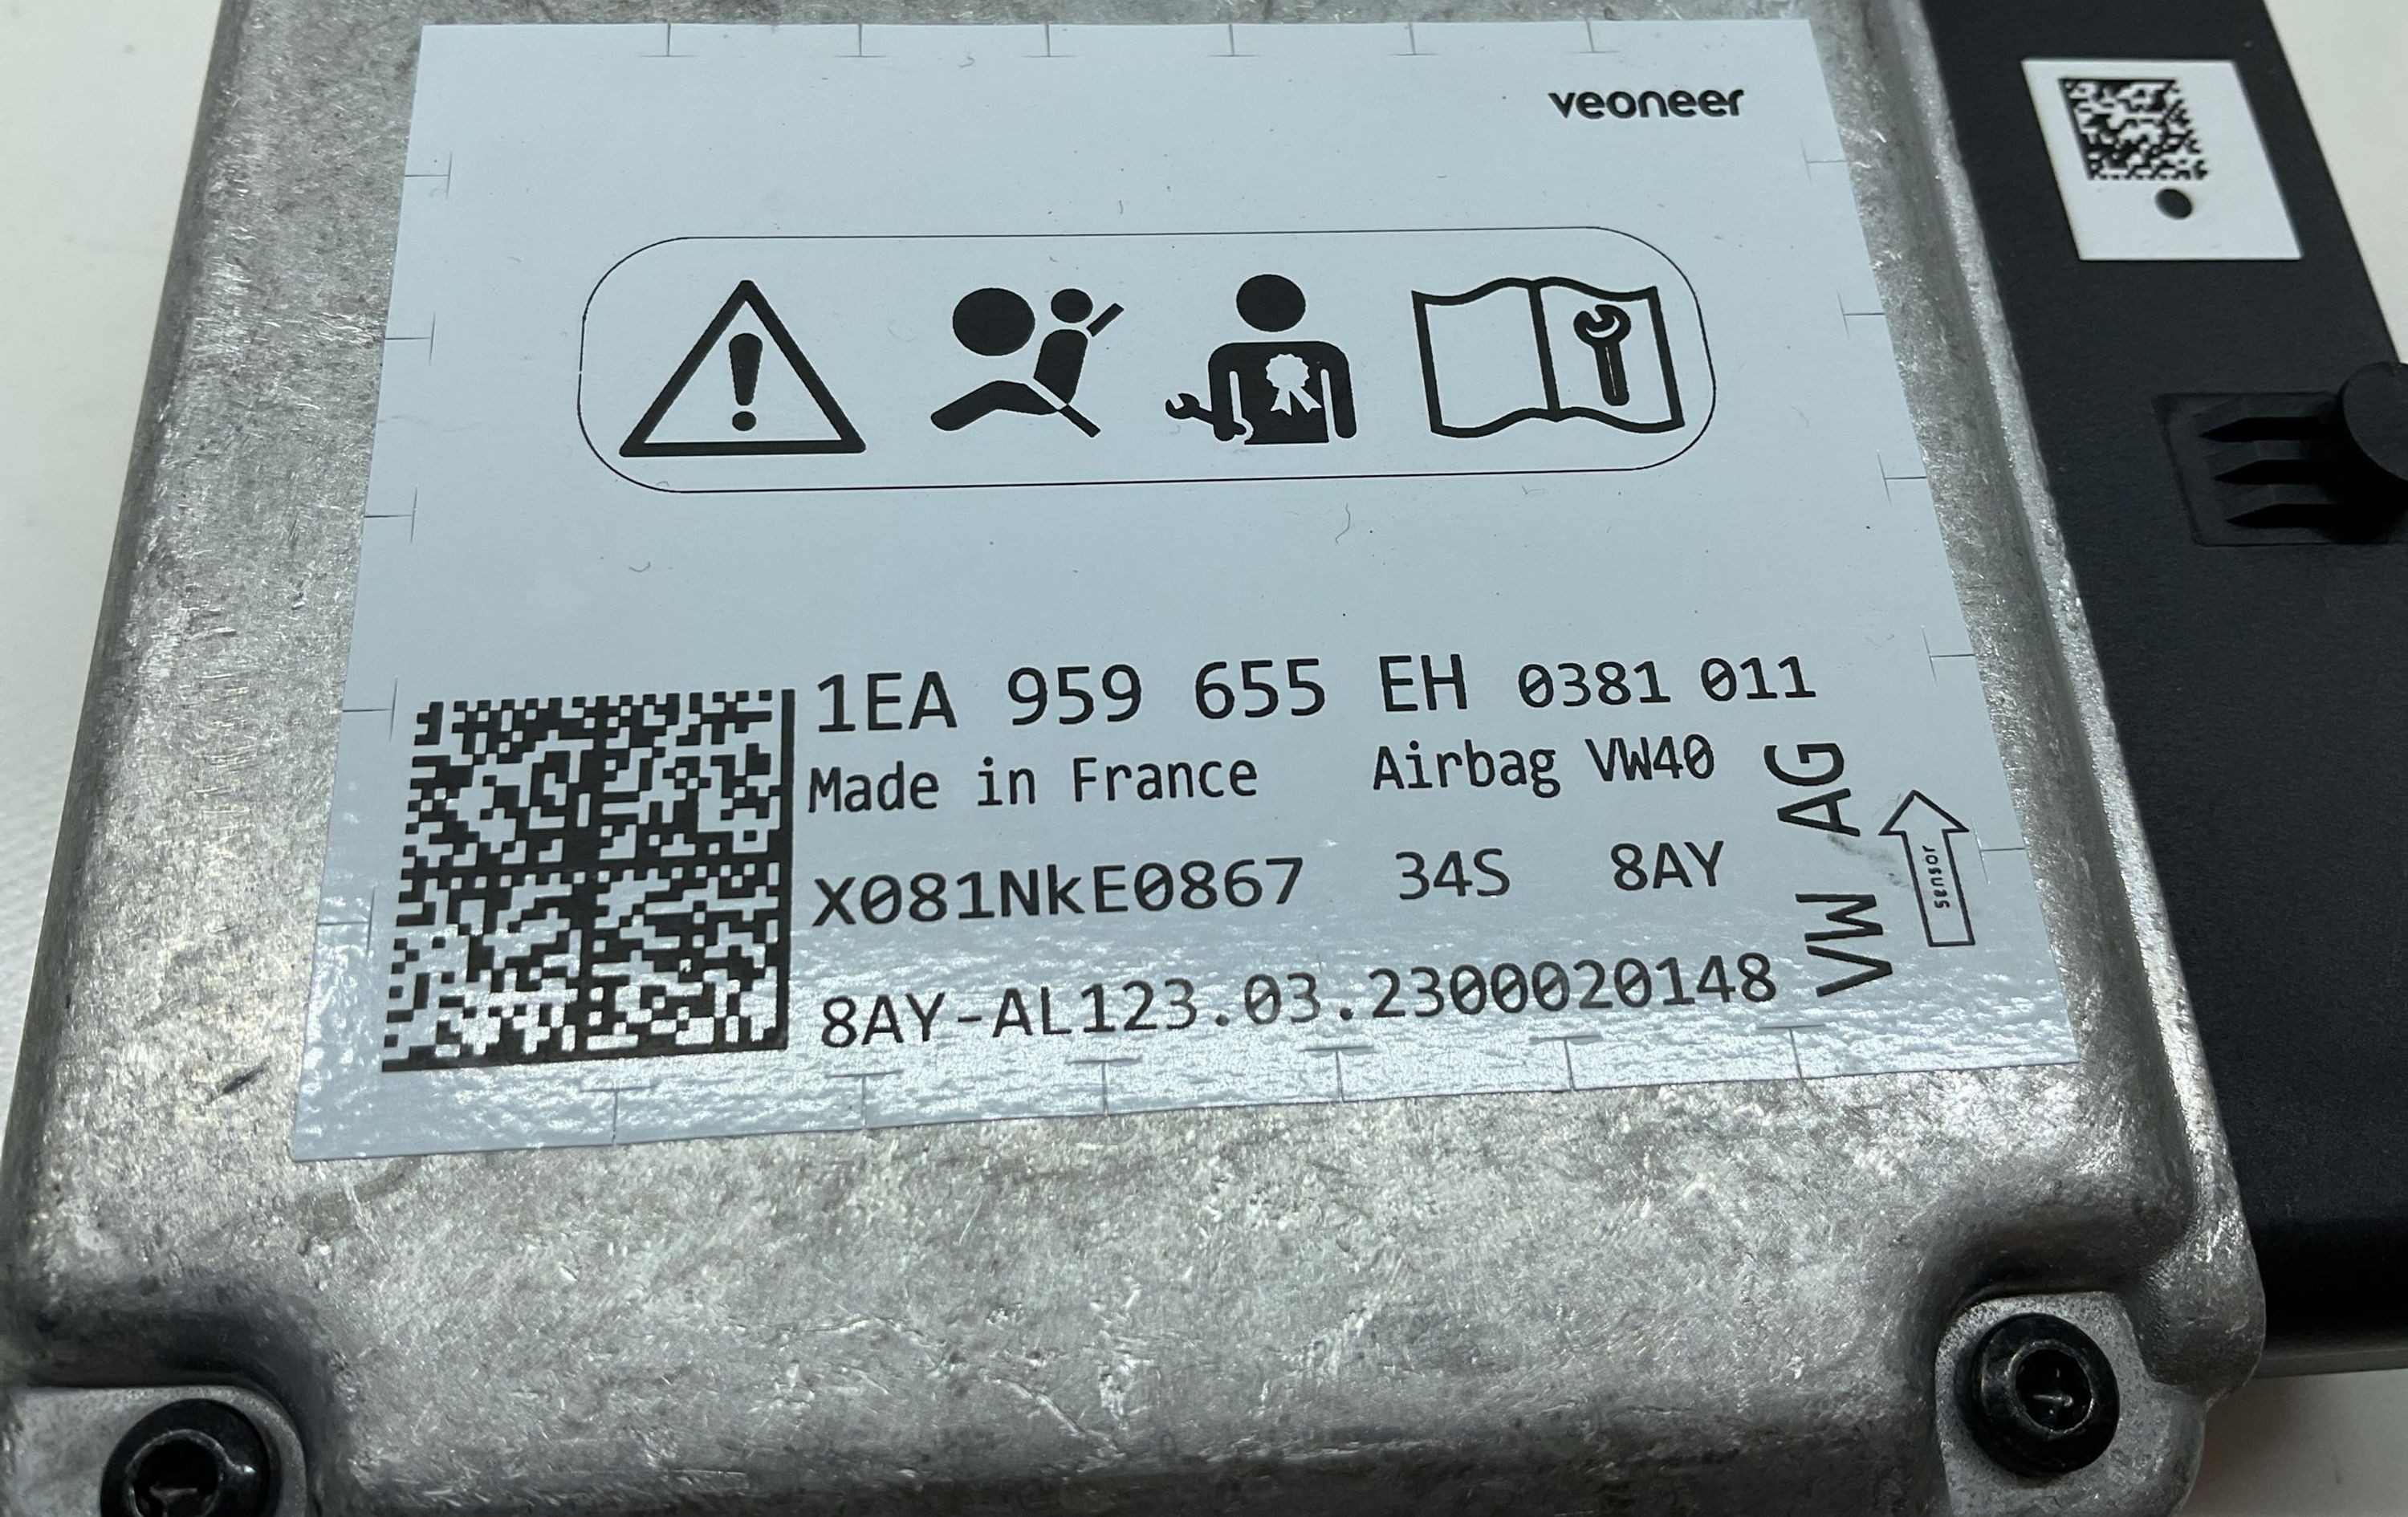 veoneer
1EA 959 655 EH 0381 011
Made in France Airbag VW40
X081NkE0867 34S 8AY
8AY-AL123.03.2300020148
VW AG
sensor